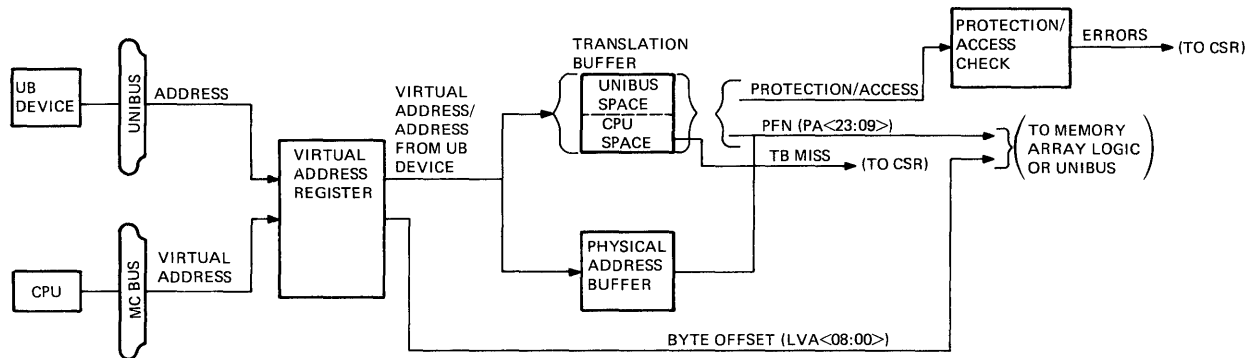 UB
DEVICE
UNIBUS
ADDRESS
CPU
MC BUS
VIRTUAL
ADDRESS
VIRTUAL
ADDRESS
REGISTER
VIRTUAL
ADDRESS/
ADDRESS
FROM UB
DEVICE
TRANSLATION
BUFFER
UNIBUS
SPACE
CPU
SPACE
PHYSICAL
ADDRESS
BUFFER
PROTECTION/ACCESS
PFN (PA<23:09>)
TB MISS
(TO CSR)
BYTE OFFSET (LVA<08:00>)
PROTECTION/
ACCESS
CHECK
ERRORS
(TO CSR)
TO MEMORY
ARRAY LOGIC
OR UNIBUS